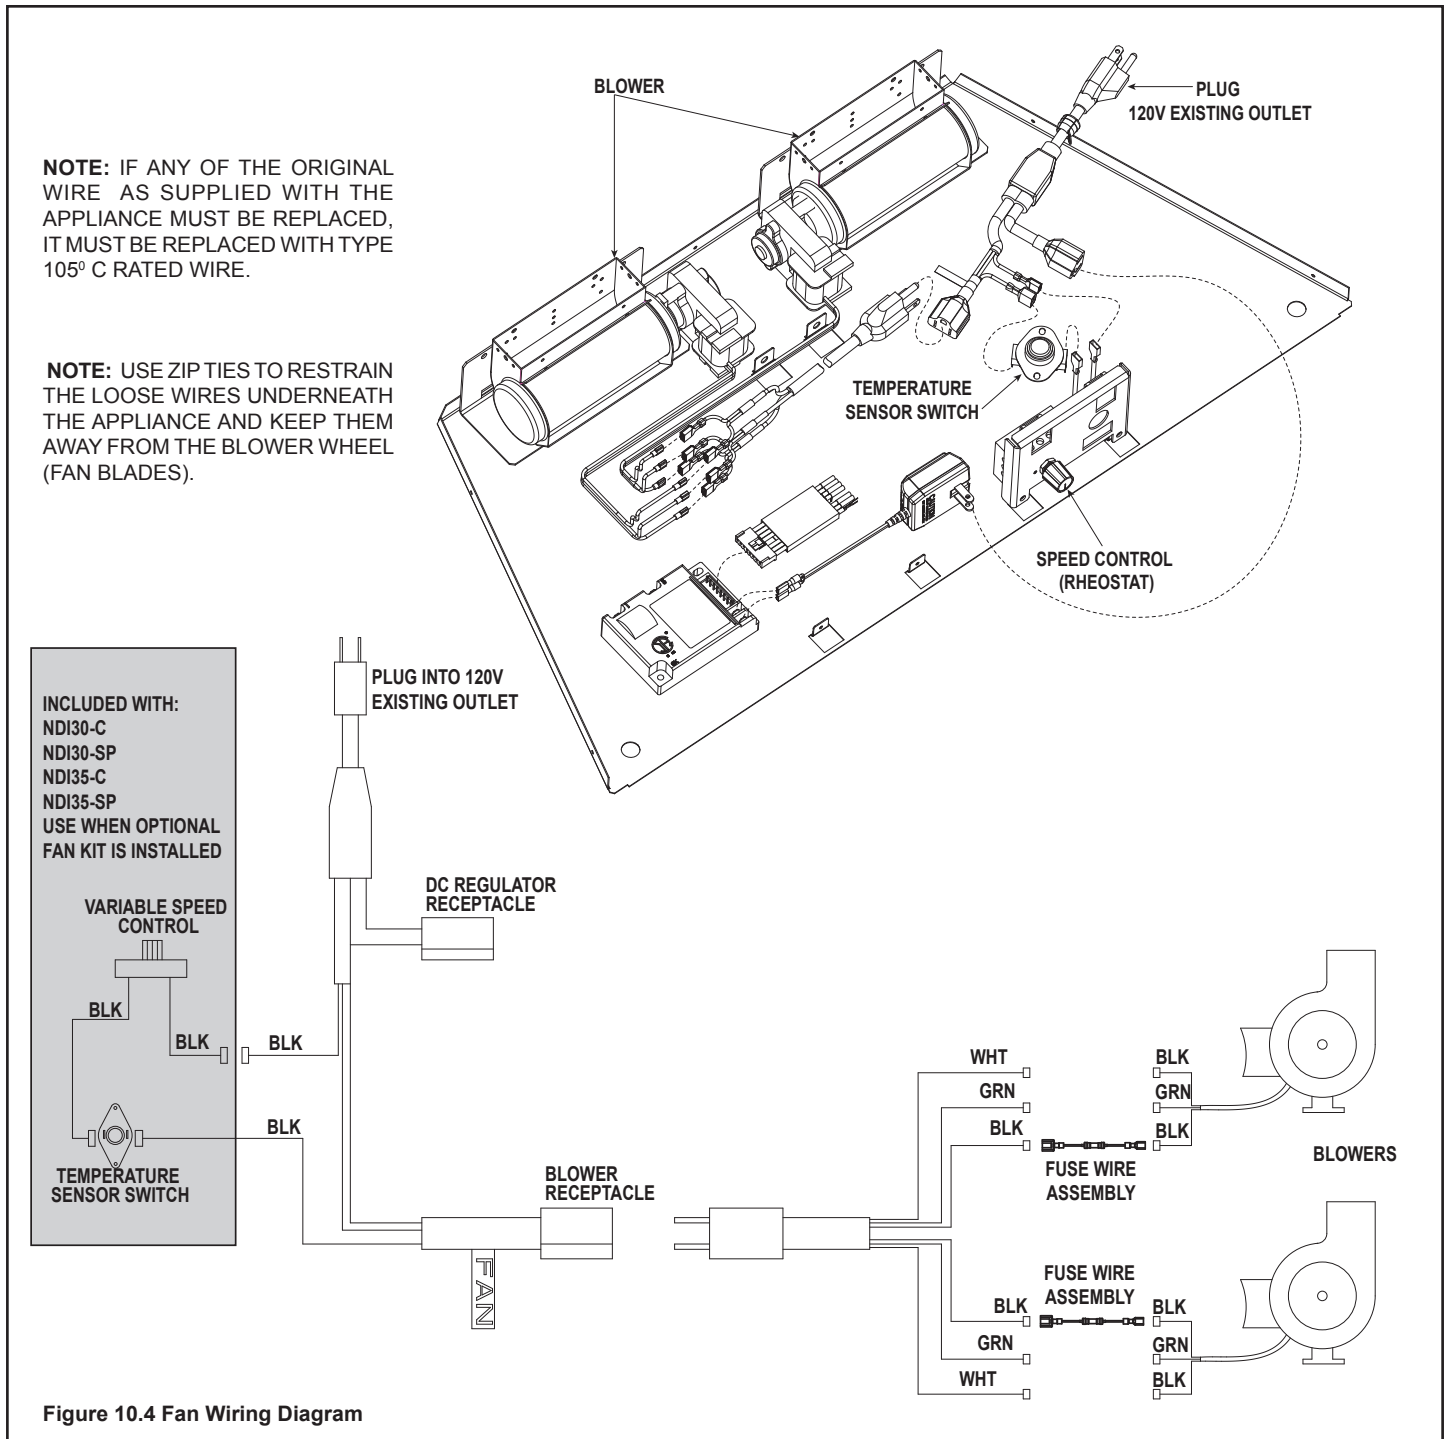 BLOWER
PLUG
120V EXISTING OUTLET
NOTE: IF ANY OF THE ORIGINAL
WIRE AS SUPPLIED WITH THE
APPLIANCE MUST BE REPLACED,
IT MUST BE REPLACED WITH TYPE
105⁰ C RATED WIRE.
NOTE: USE ZIP TIES TO RESTRAIN
THE LOOSE WIRES UNDERNEATH
THE APPLIANCE AND KEEP THEM
AWAY FROM THE BLOWER WHEEL
(FAN BLADES).
TEMPERATURE
SENSOR SWITCH
SPEED CONTROL
(RHEOSTAT)
PLUG INTO 120V
EXISTING OUTLET
INCLUDED WITH:
NDI30-C
NDI30-SP
NDI35-C
NDI35-SP
USE WHEN OPTIONAL
FAN KIT IS INSTALLED
VARIABLE SPEED
CONTROL
BLK
BLK
BLK
BLK
TEMPERATURE
SENSOR SWITCH
DC REGULATOR
RECEPTACLE
BLOWER
RECEPTACLE
FAN
WHT
GRN
BLK
BLK
GRN
BLK
FUSE WIRE
ASSEMBLY
BLOWERS
FUSE WIRE
ASSEMBLY
BLK
GRN
WHT
BLK
GRN
BLK
Figure 10.4 Fan Wiring Diagram